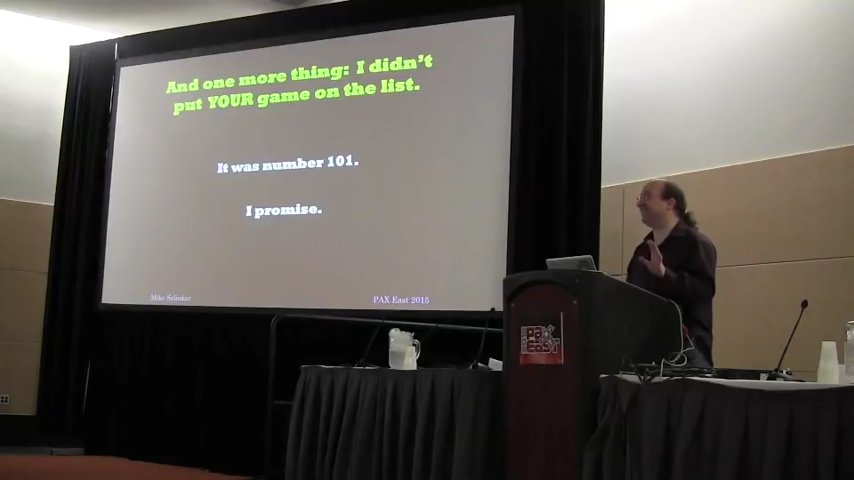 And one more thing: I didn't
put YOUR game on the list.
It was number 101.
I promise.
Mike Selinker
PAX East 2015
pax
east